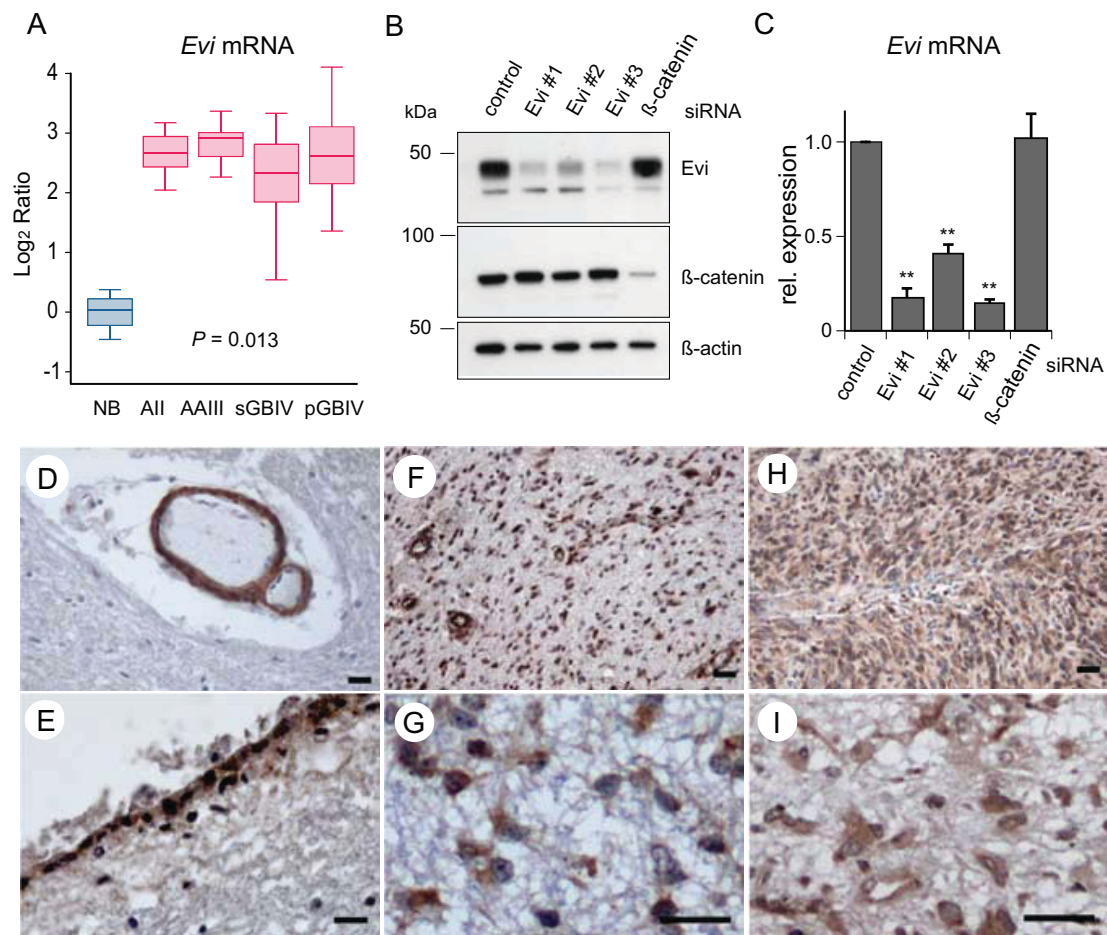 A
Evi mRNA
Log2 Ratio
4
3
2
1
0
-1
P = 0.013
NB AII AAIII sGBIV pGBIV
B
control Evi #1 Evi #2 Evi #3 ß-catenin
siRNA
kDa
50
Evi
100
ß-catenin
50
ß-actin
C
Evi mRNA
rel. expression
1.0
0.5
0
** ** **
control Evi #1 Evi #2 Evi #3 ß-catenin
siRNA
D
F
H
E
G
I